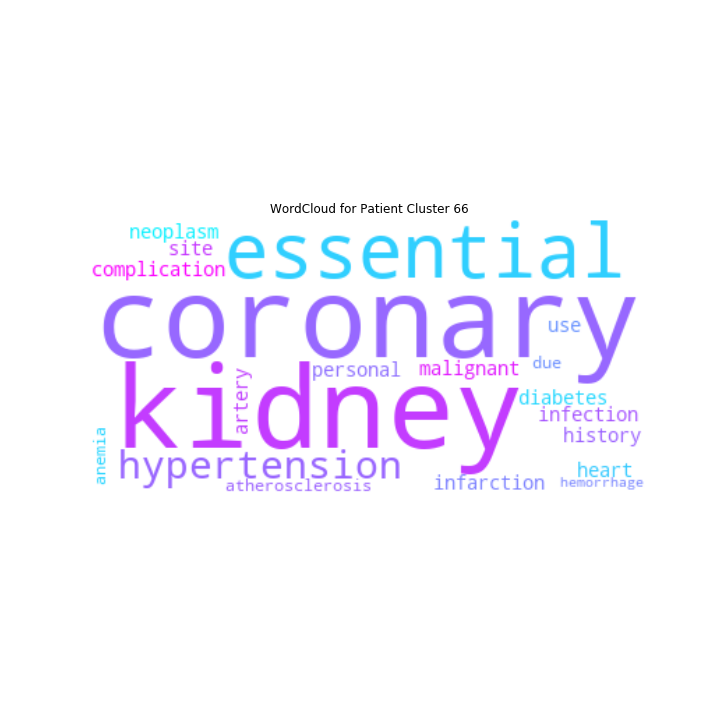 WordCloud for Patient Cluster 66
neoplasm
essential
site
complication
coronary
use
kidney
personal
malignant
due
artery
diabetes
infection
history
anemia
hypertension
heart
atherosclerosis
infarction
hemorrhage